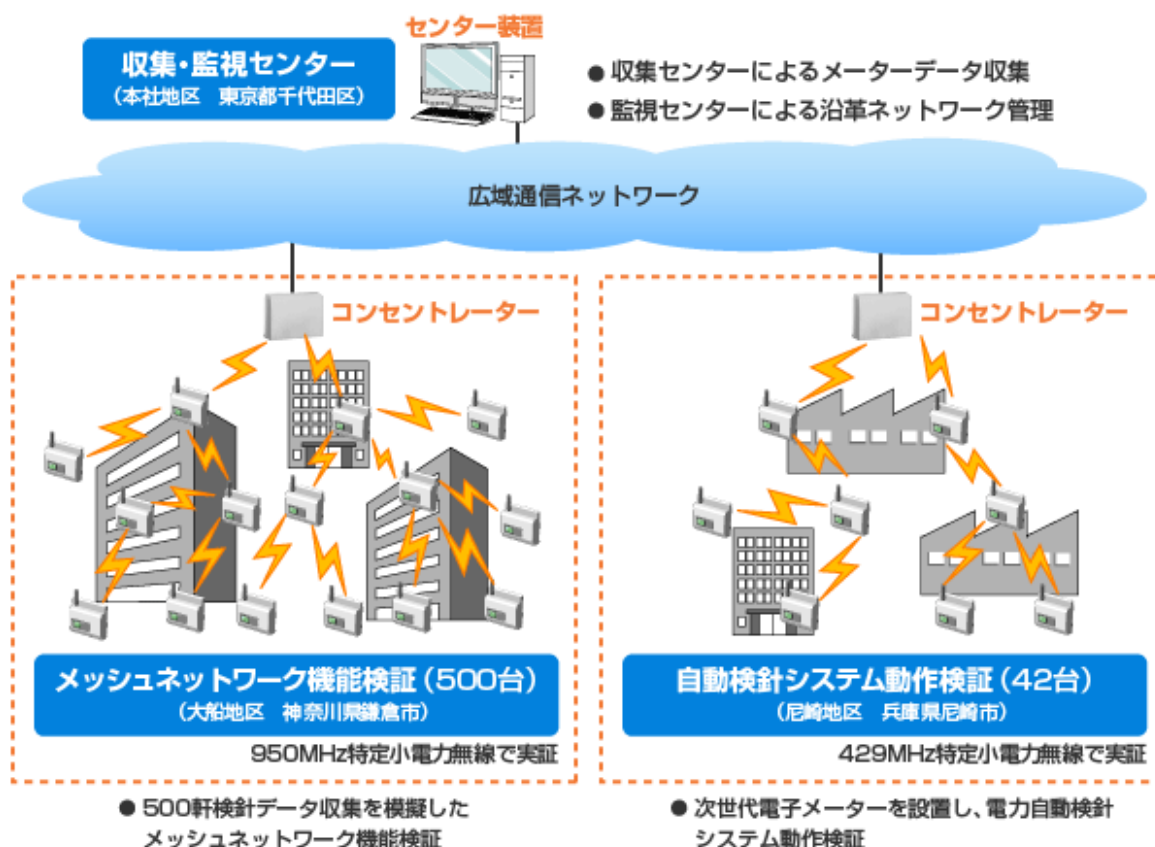 センター装置
収集・監視センター
（本社地区　東京都千代田区）
● 収集センターによるメーターデータ収集
● 監視センターによる沿革ネットワーク管理
広域通信ネットワーク
コンセントレーター
メッシュネットワーク機能検証（500台）
（大船地区　神奈川県鎌倉市）
950MHz特定小電力無線で実証
● 500軒検針データ収集を模擬した
メッシュネットワーク機能検証
コンセントレーター
自動検針システム動作検証（42台）
（尼崎地区　兵庫県尼崎市）
429MHz特定小電力無線で実証
● 次世代電子メーターを設置し、電力自動検針
システム動作検証